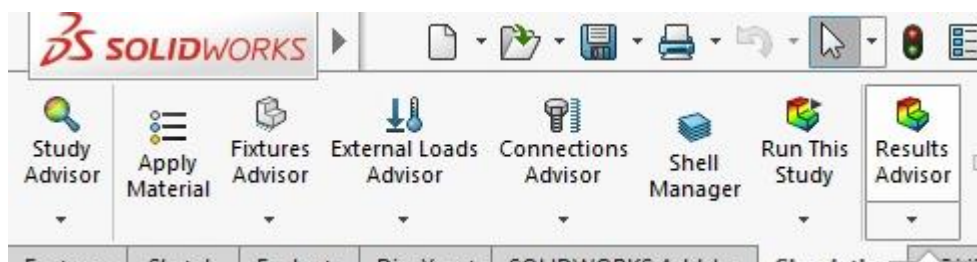 SOLIDWORKS
Study Advisor
Apply Material
Fixtures Advisor
External Loads Advisor
Connections Advisor
Shell Manager
Run This Study
Results Advisor